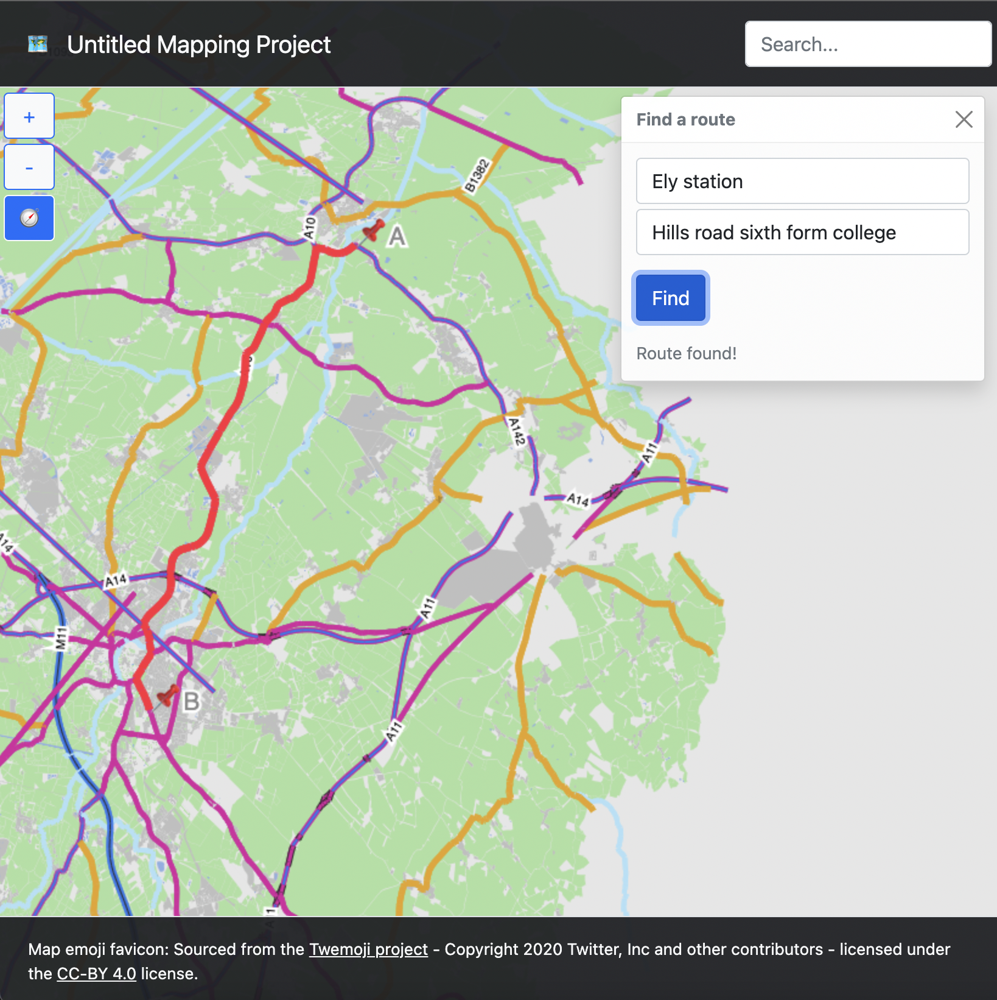 Untitled Mapping Project
Search...
+
-
Find a route
Ely station
Hills road sixth form college
Find
Route found!
B1382
A10
A
A142
A11
A14
A14
A14
A11
M11
B
A11
Map emoji favicon: Sourced from the Twemoji project - Copyright 2020 Twitter, Inc and other contributors - licensed under
the CC-BY 4.0 license.